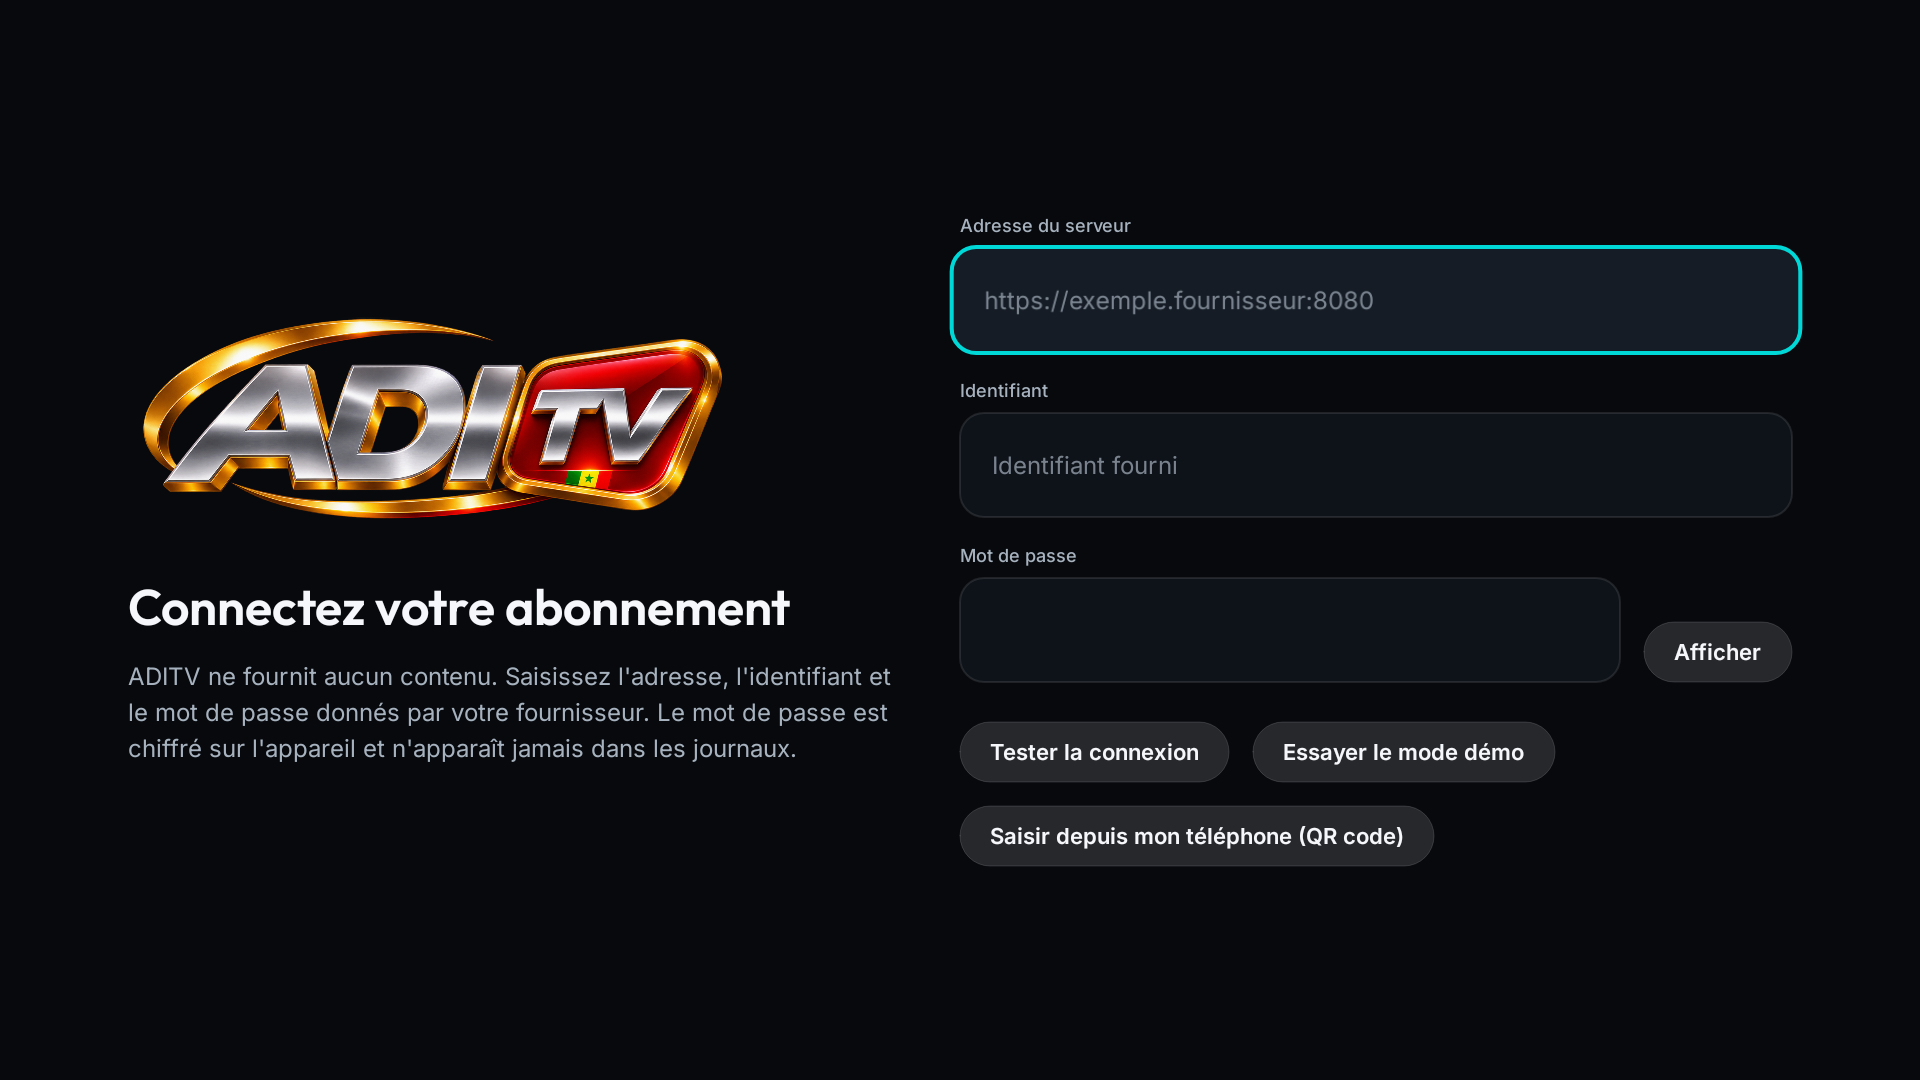 ADI TV
Connectez votre abonnement
ADITV ne fournit aucun contenu. Saisissez l'adresse, l'identifiant et
le mot de passe donnés par votre fournisseur. Le mot de passe est
chiffré sur l'appareil et n'apparaît jamais dans les journaux.
Adresse du serveur
https://exemple.fournisseur:8080
Identifiant
Identifiant fourni
Mot de passe
Afficher
Tester la connexion
Essayer le mode démo
Saisir depuis mon téléphone (QR code)